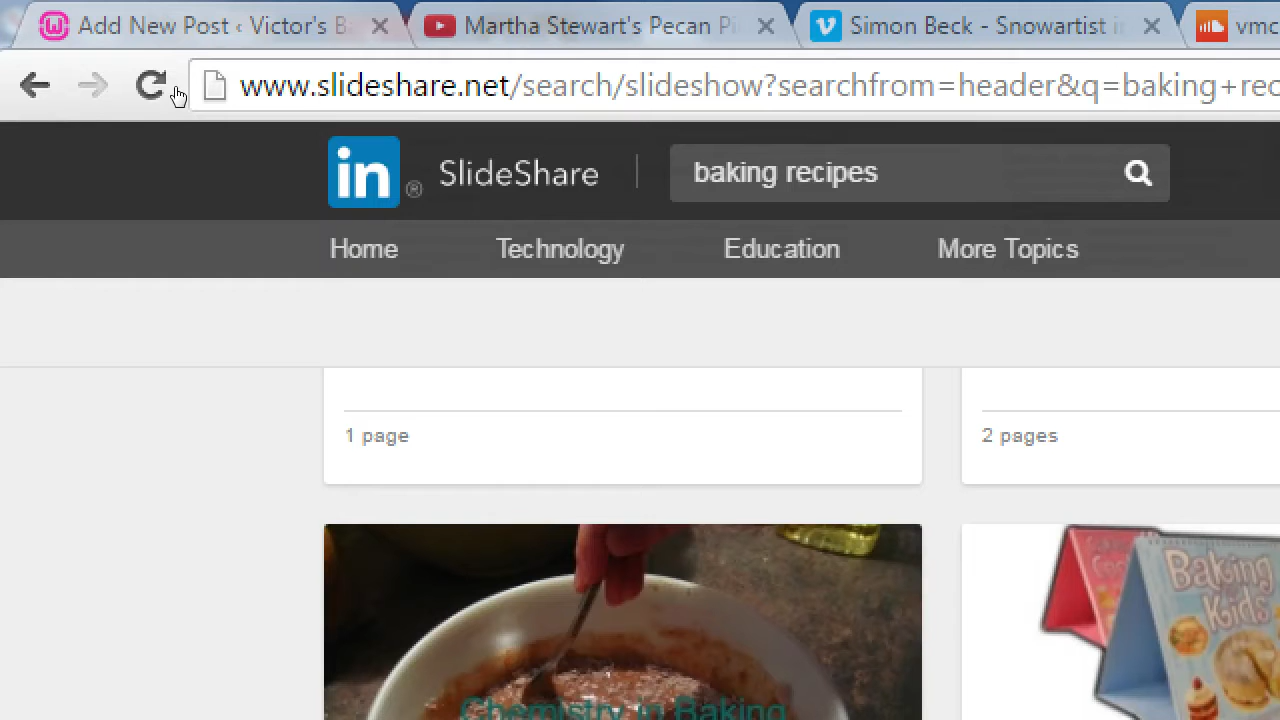 Add New Post ‹ Victor's Ba
Martha Stewart's Pecan Pi
Simon Beck - Snowartist in
vmc
www.slideshare.net/search/slideshow?searchfrom=header&q=baking+rec
in ® SlideShare
baking recipes
Home Technology Education More Topics
1 page
2 pages
Baking
Kids
Chemistry in Baking